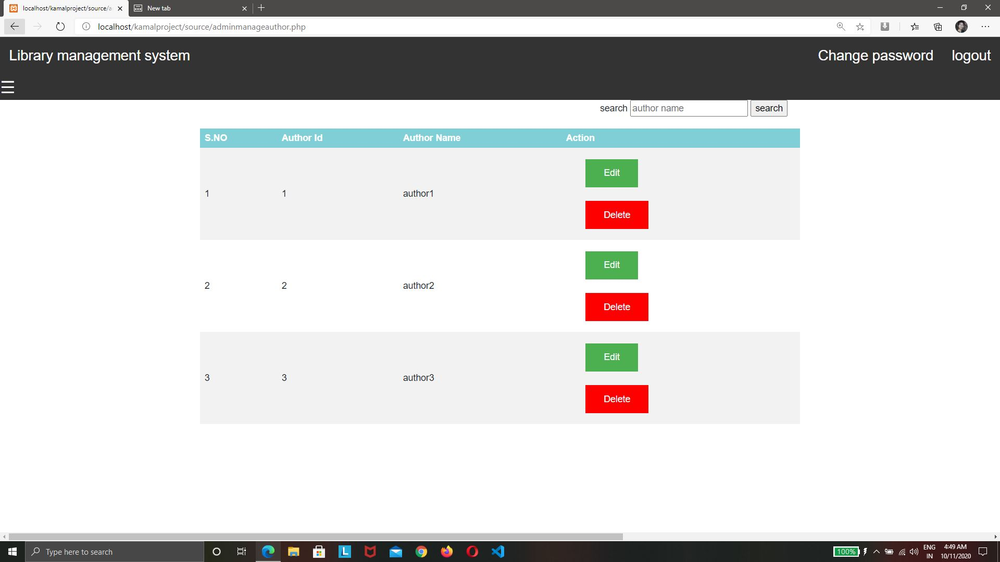 localhost/kamalproject/source/a
New tab
localhost/kamalproject/source/adminmanageauthor.php
Library management system
Change password
logout
search author name search
S.NO Author Id Author Name Action
Edit
1 1 author1
Delete
Edit
2 2 author2
Delete
Edit
3 3 author3
Delete
Type here to search
L
100%
ENG
IN
4:49 AM
10/11/2020